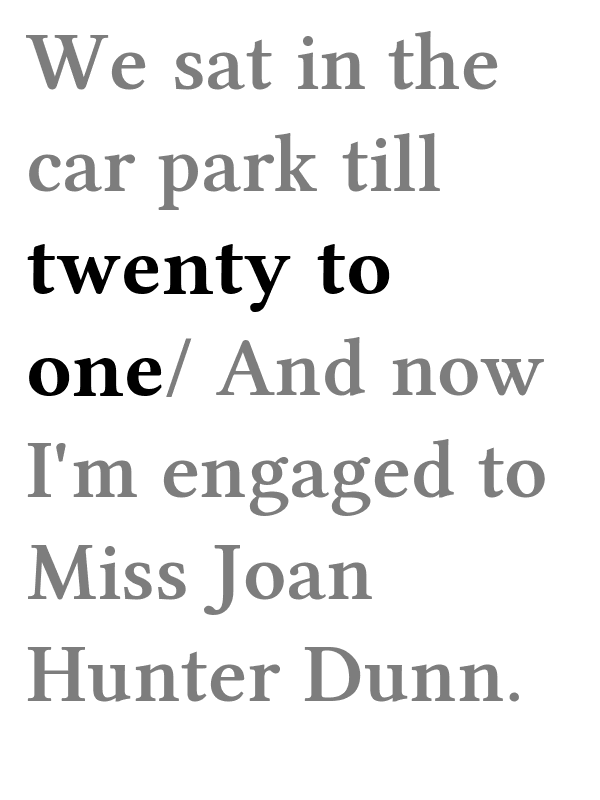 We sat in the
car park till
twenty to
one/ And now
I'm engaged to
Miss Joan
Hunter Dunn.